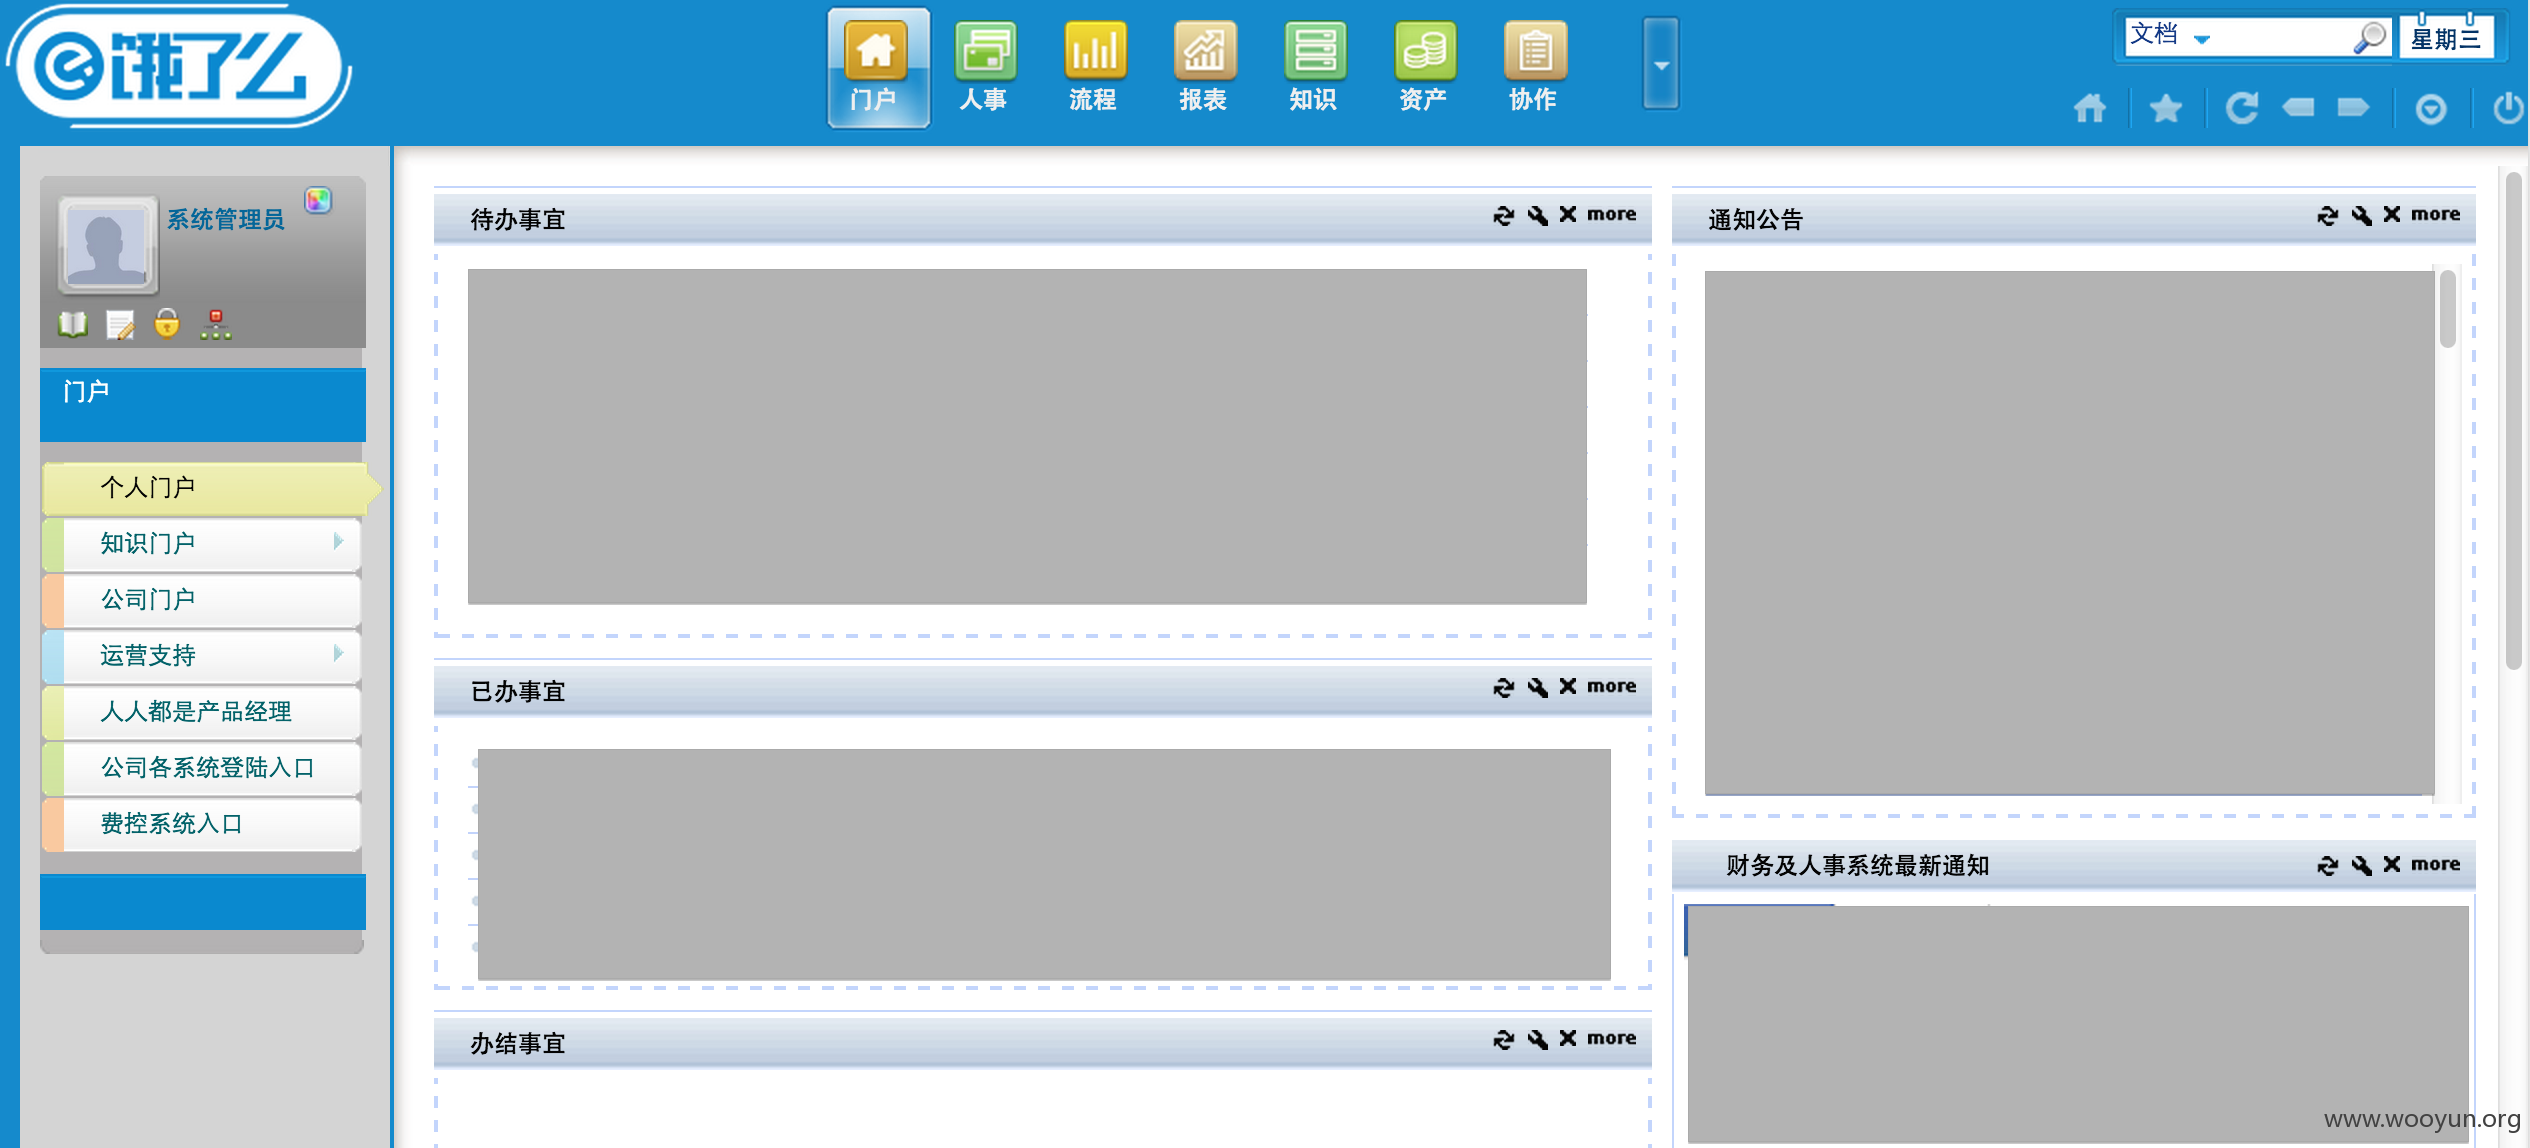 饿了么
门户 人事 流程 报表 知识 资产 协作
文档
星期三
系统管理员
门户
个人门户
知识门户
公司门户
运营支持
人人都是产品经理
公司各系统登陆入口
费控系统入口
待办事宜 more
已办事宜 more
办结事宜 more
通知公告 more
财务及人事系统最新通知 more
www.wooyun.org